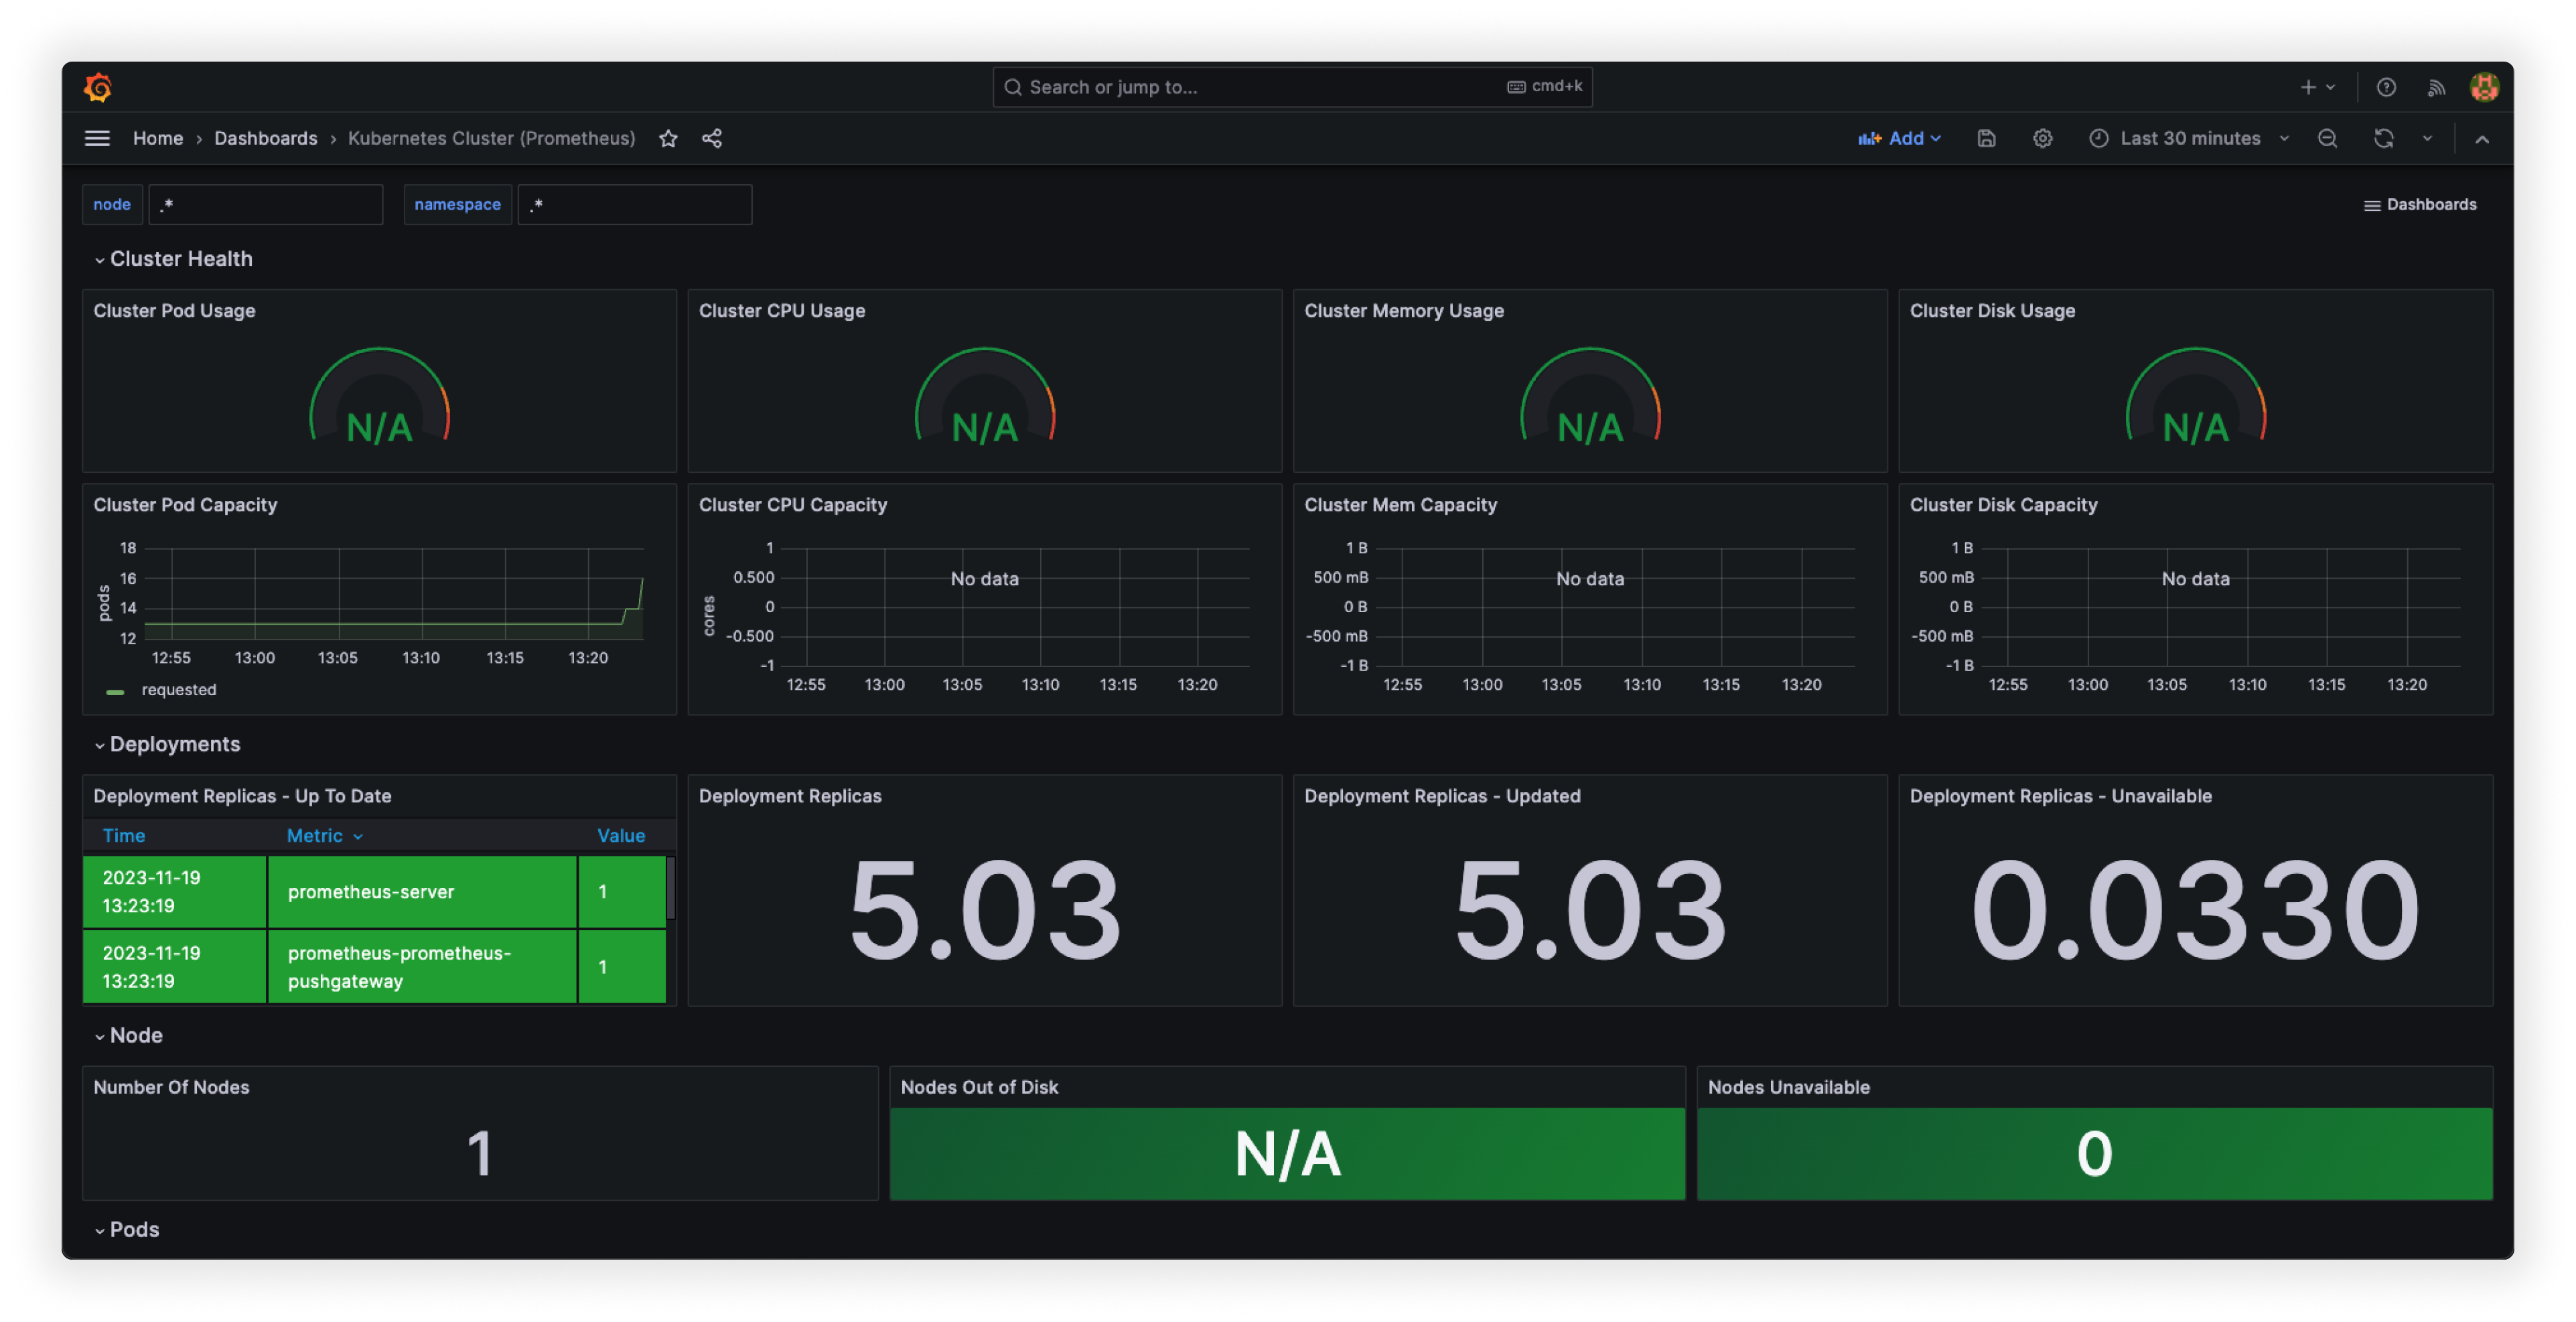 Search or jump to... cmd+k
Home › Dashboards › Kubernetes Cluster (Prometheus) Add Last 30 minutes
node .* namespace .* Dashboards
Cluster Health
Cluster Pod Usage
N/A
Cluster CPU Usage
N/A
Cluster Memory Usage
N/A
Cluster Disk Usage
N/A
Cluster Pod Capacity
pods
18
16
14
12
12:55 13:00 13:05 13:10 13:15 13:20
requested
Cluster CPU Capacity
cores
1
0.500
0
-0.500
-1
No data
12:55 13:00 13:05 13:10 13:15 13:20
Cluster Mem Capacity
1 B
500 mB
0 B
-500 mB
-1 B
No data
12:55 13:00 13:05 13:10 13:15 13:20
Cluster Disk Capacity
1 B
500 mB
0 B
-500 mB
-1 B
No data
12:55 13:00 13:05 13:10 13:15 13:20
Deployments
Deployment Replicas - Up To Date
Time Metric Value
2023-11-19
13:23:19
prometheus-server
1
2023-11-19
13:23:19
prometheus-prometheus-
pushgateway
1
Deployment Replicas
5.03
Deployment Replicas - Updated
5.03
Deployment Replicas - Unavailable
0.0330
Node
Number Of Nodes
1
Nodes Out of Disk
N/A
Nodes Unavailable
0
Pods